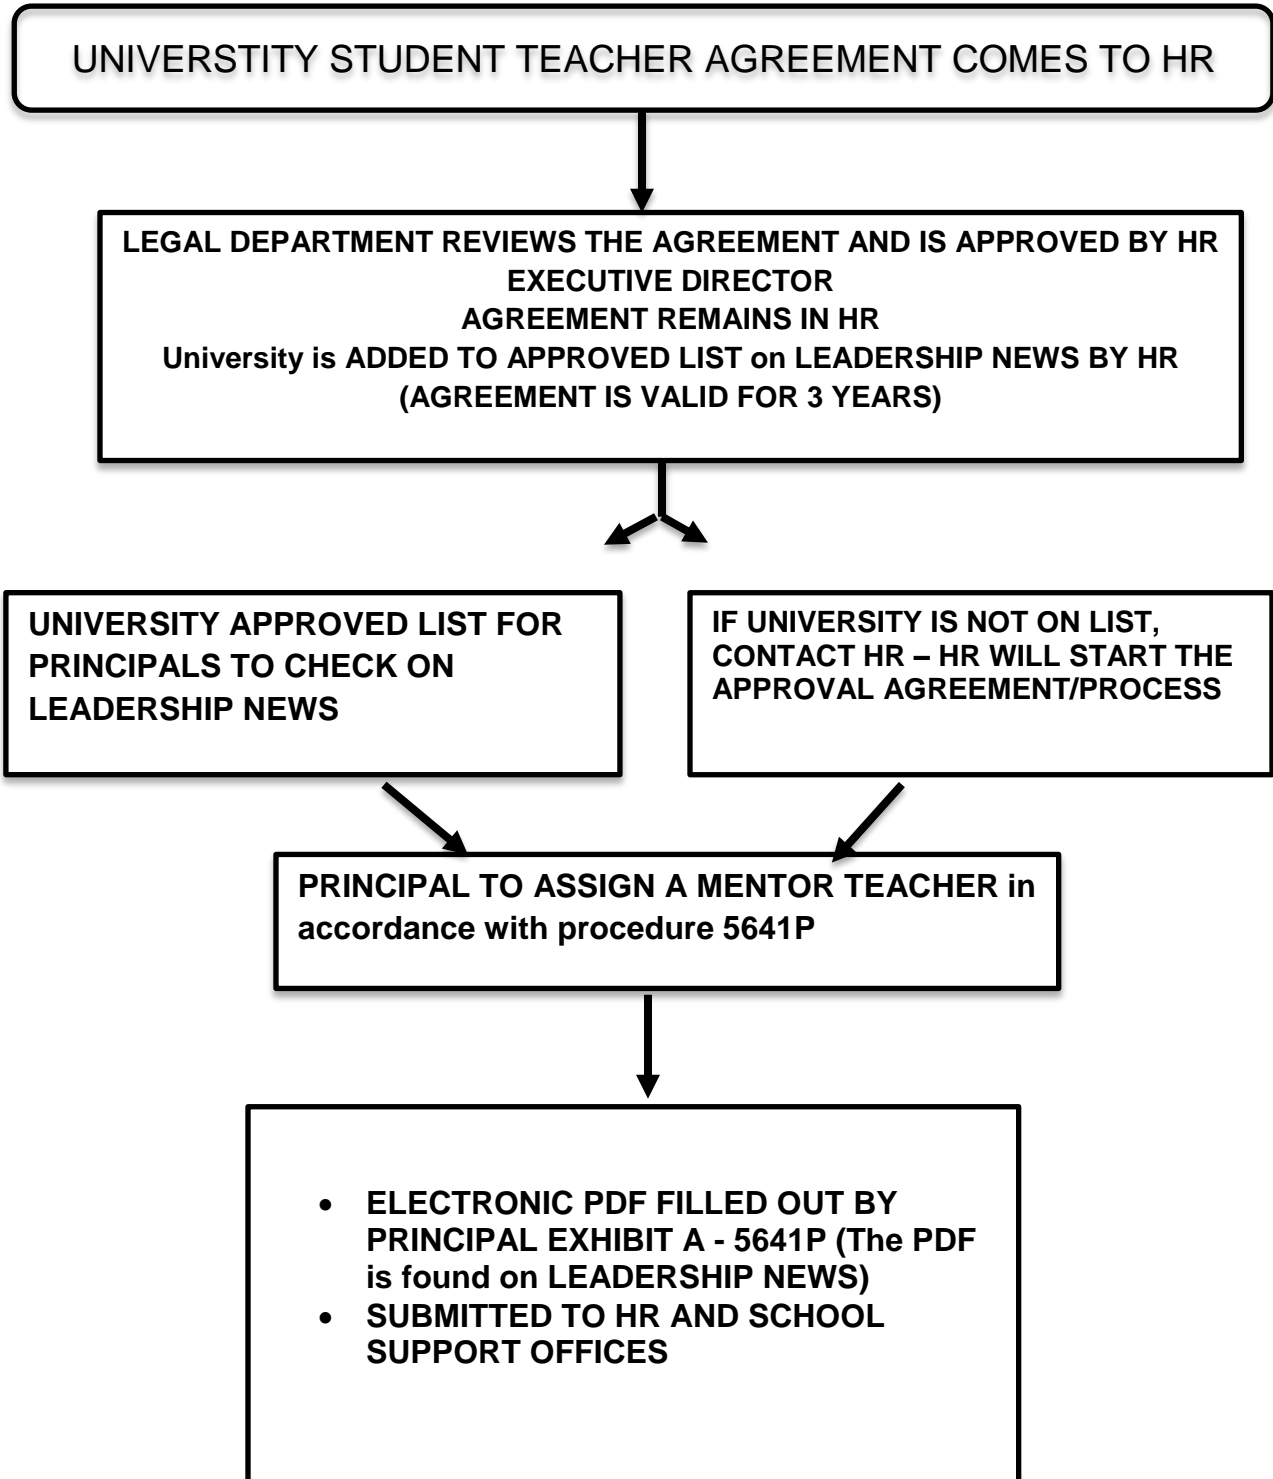 UNIVERSTITY STUDENT TEACHER AGREEMENT COMES TO HR
LEGAL DEPARTMENT REVIEWS THE AGREEMENT AND IS APPROVED BY HR
EXECUTIVE DIRECTOR
AGREEMENT REMAINS IN HR
University is ADDED TO APPROVED LIST on LEADERSHIP NEWS BY HR
(AGREEMENT IS VALID FOR 3 YEARS)
UNIVERSITY APPROVED LIST FOR
PRINCIPALS TO CHECK ON
LEADERSHIP NEWS
IF UNIVERSITY IS NOT ON LIST,
CONTACT HR – HR WILL START THE
APPROVAL AGREEMENT/PROCESS
PRINCIPAL TO ASSIGN A MENTOR TEACHER in
accordance with procedure 5641P
• ELECTRONIC PDF FILLED OUT BY
PRINCIPAL EXHIBIT A - 5641P (The PDF
is found on LEADERSHIP NEWS)
• SUBMITTED TO HR AND SCHOOL
SUPPORT OFFICES